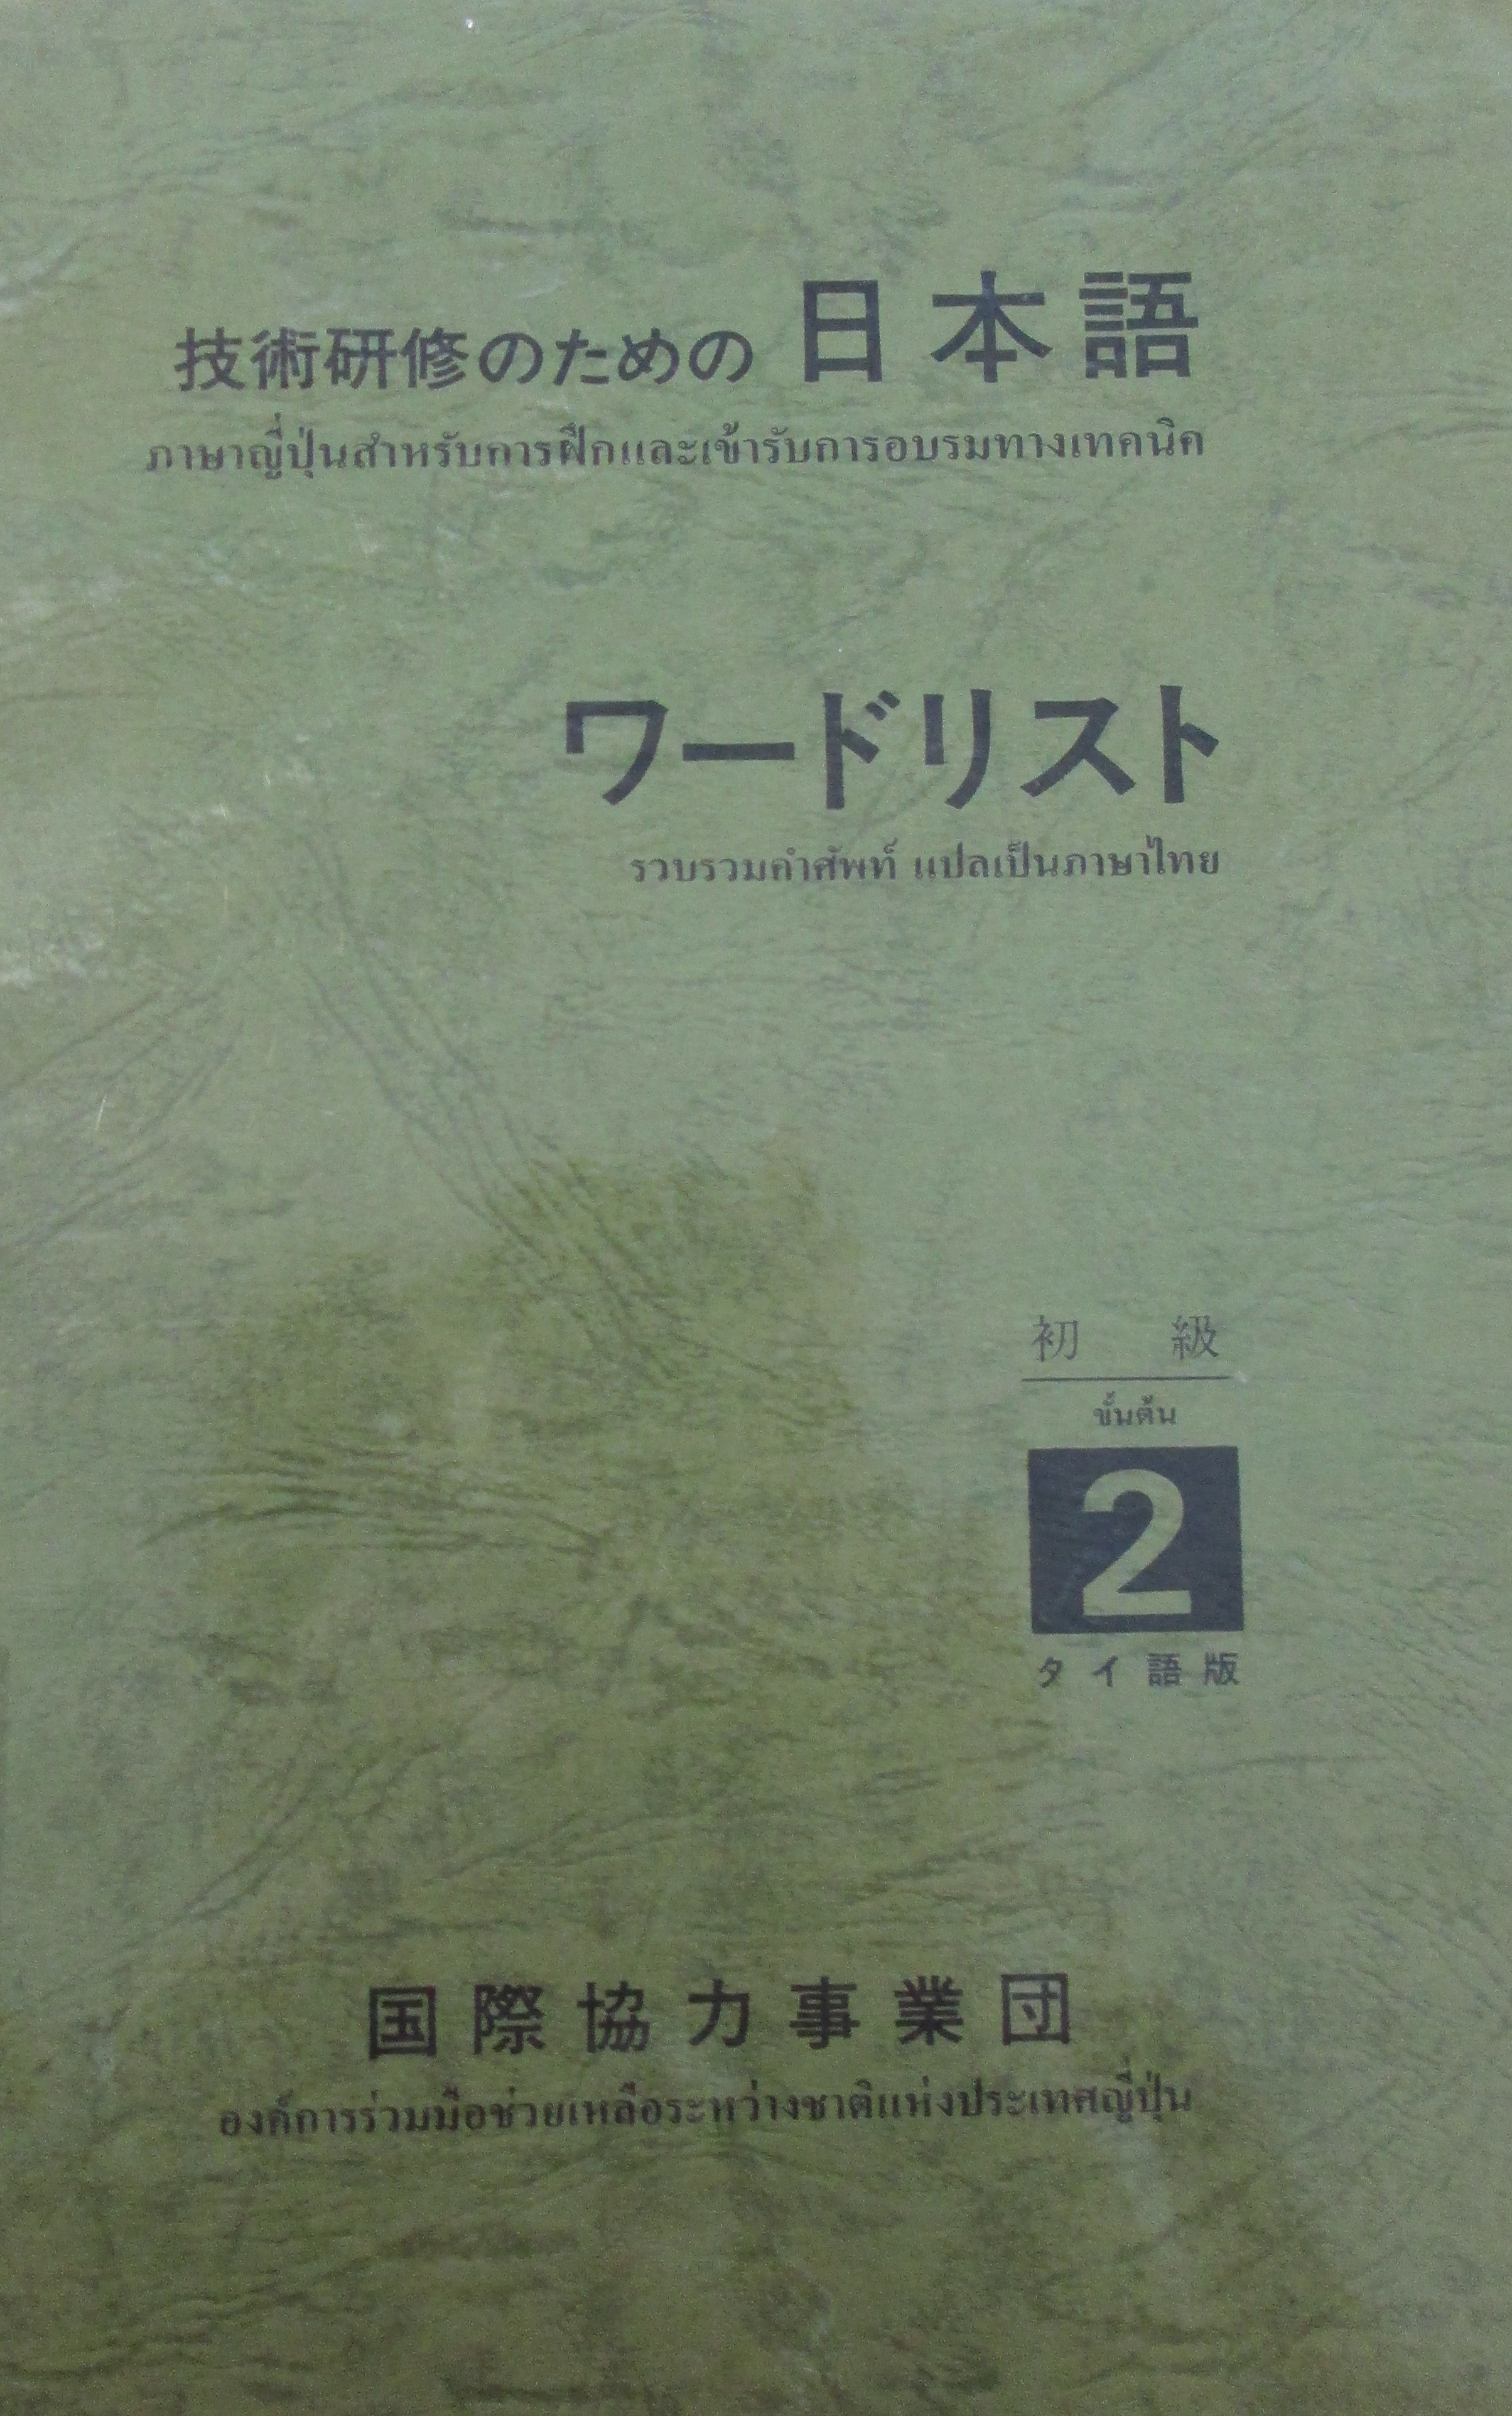 技術研修のための 日本語
ภาษาญี่ปุ่นสำหรับการฝึกและเข้ารับการอบรมทางเทคนิค
ワードリスト
รวบรวมคำศัพท์ แปลเป็นภาษาไทย
初 級
ขั้นต้น
2
タイ語版
国際協力事業団
องค์การร่วมมือช่วยเหลือระหว่างชาติแห่งประเทศญี่ปุ่น